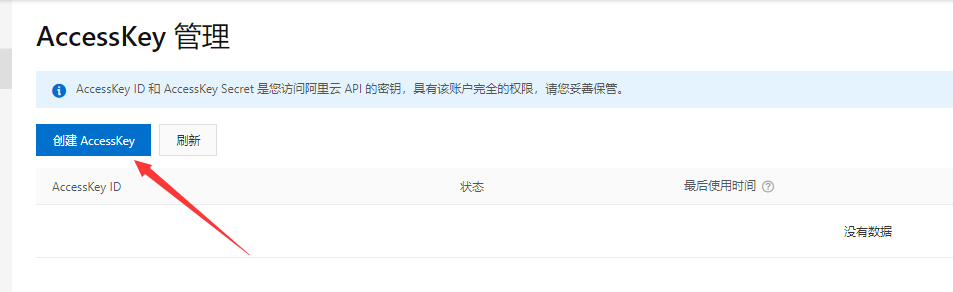 AccessKey 管理
AccessKey ID 和 AccessKey Secret 是您访问阿里云 API 的密钥，具有该账户完全的权限，请您妥善保管。
创建 AccessKey 刷新
AccessKey ID 状态 最后使用时间
没有数据